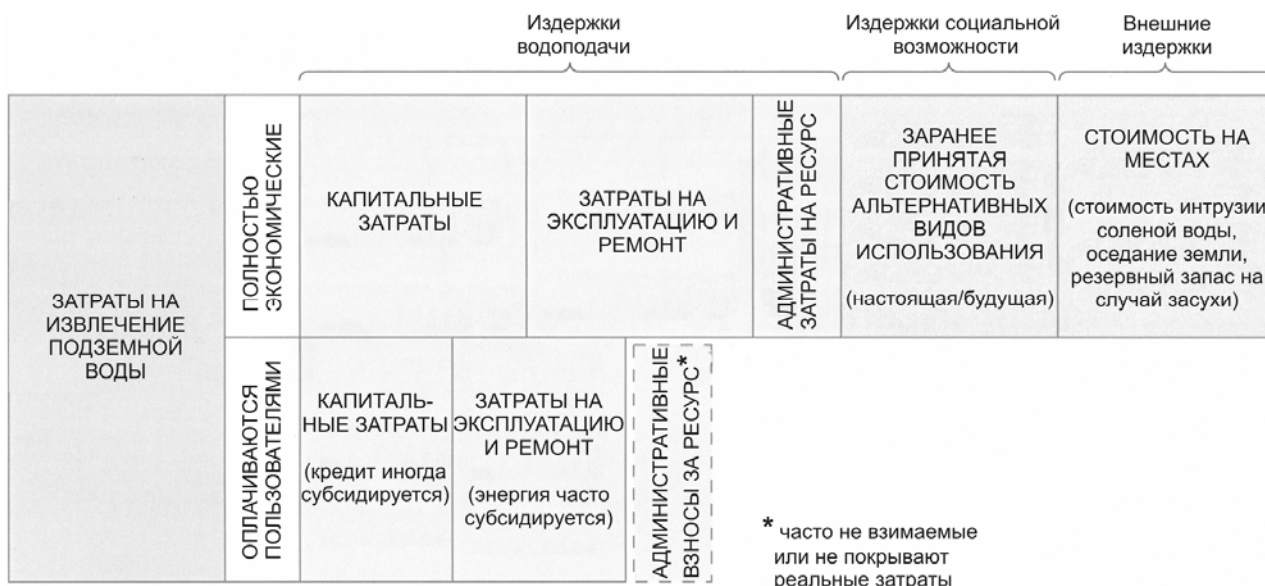 Издержки
водоподачи
Издержки социальной
возможности
Внешние
издержки
ЗАТРАТЫ НА
ИЗВЛЕЧЕНИЕ
ПОДЗЕМНОЙ
ВОДЫ
ПОЛНОСТЬЮ
ЭКОНОМИЧЕСКИЕ
КАПИТАЛЬНЫЕ
ЗАТРАТЫ
ЗАТРАТЫ НА
ЭКСПЛУАТАЦИЮ И
РЕМОНТ
АДМИНИСТРАТИВНЫЕ
ЗАТРАТЫ НА РЕСУРС
ЗАРАНЕЕ
ПРИНЯТАЯ
СТОИМОСТЬ
АЛЬТЕРНАТИВНЫХ
ВИДОВ
ИСПОЛЬЗОВАНИЯ
(настоящая/будущая)
СТОИМОСТЬ НА
МЕСТАХ
(стоимость интрузии
соленой воды,
оседание земли,
резервный запас на
случай засухи)
ОПЛАЧИВАЮТСЯ
ПОЛЬЗОВАТЕЛЯМИ
КАПИТАЛЬ-
НЫЕ ЗАТРАТЫ
(кредит иногда
субсидируется)
ЗАТРАТЫ НА
ЭКСПЛУАТАЦИЮ
И РЕМОНТ
(энергия часто
субсидируется)
АДМИНИСТРАТИВНЫЕ
ВЗНОСЫ ЗА РЕСУРС*
* часто не взимаемые
или не покрывают
реальные затраты